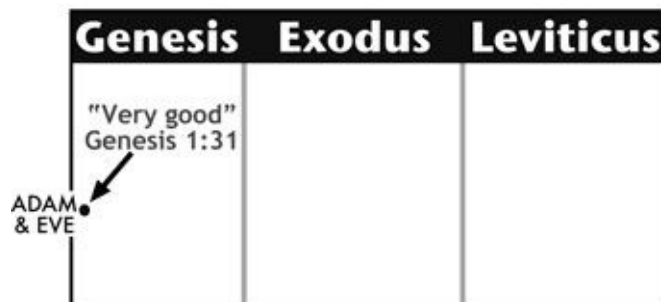 Genesis Exodus Leviticus
"Very good"
Genesis 1:31
ADAM
& EVE